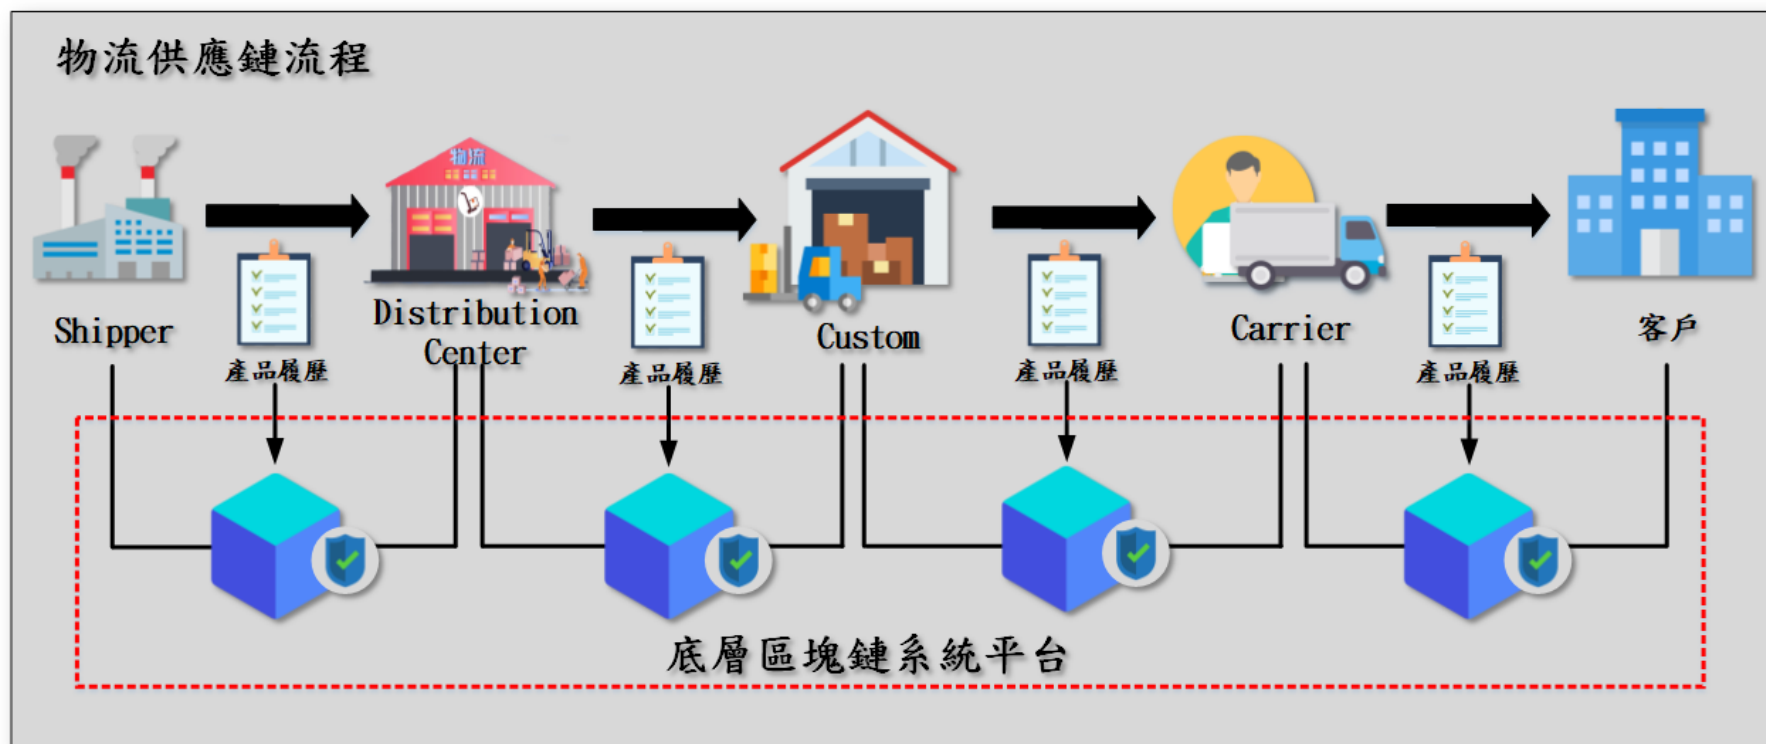 物流供應鏈流程
物流
Shipper
Distribution
Center
Custom
Carrier
客戶
產品履歷
產品履歷
產品履歷
產品履歷
底層區塊鏈系統平台